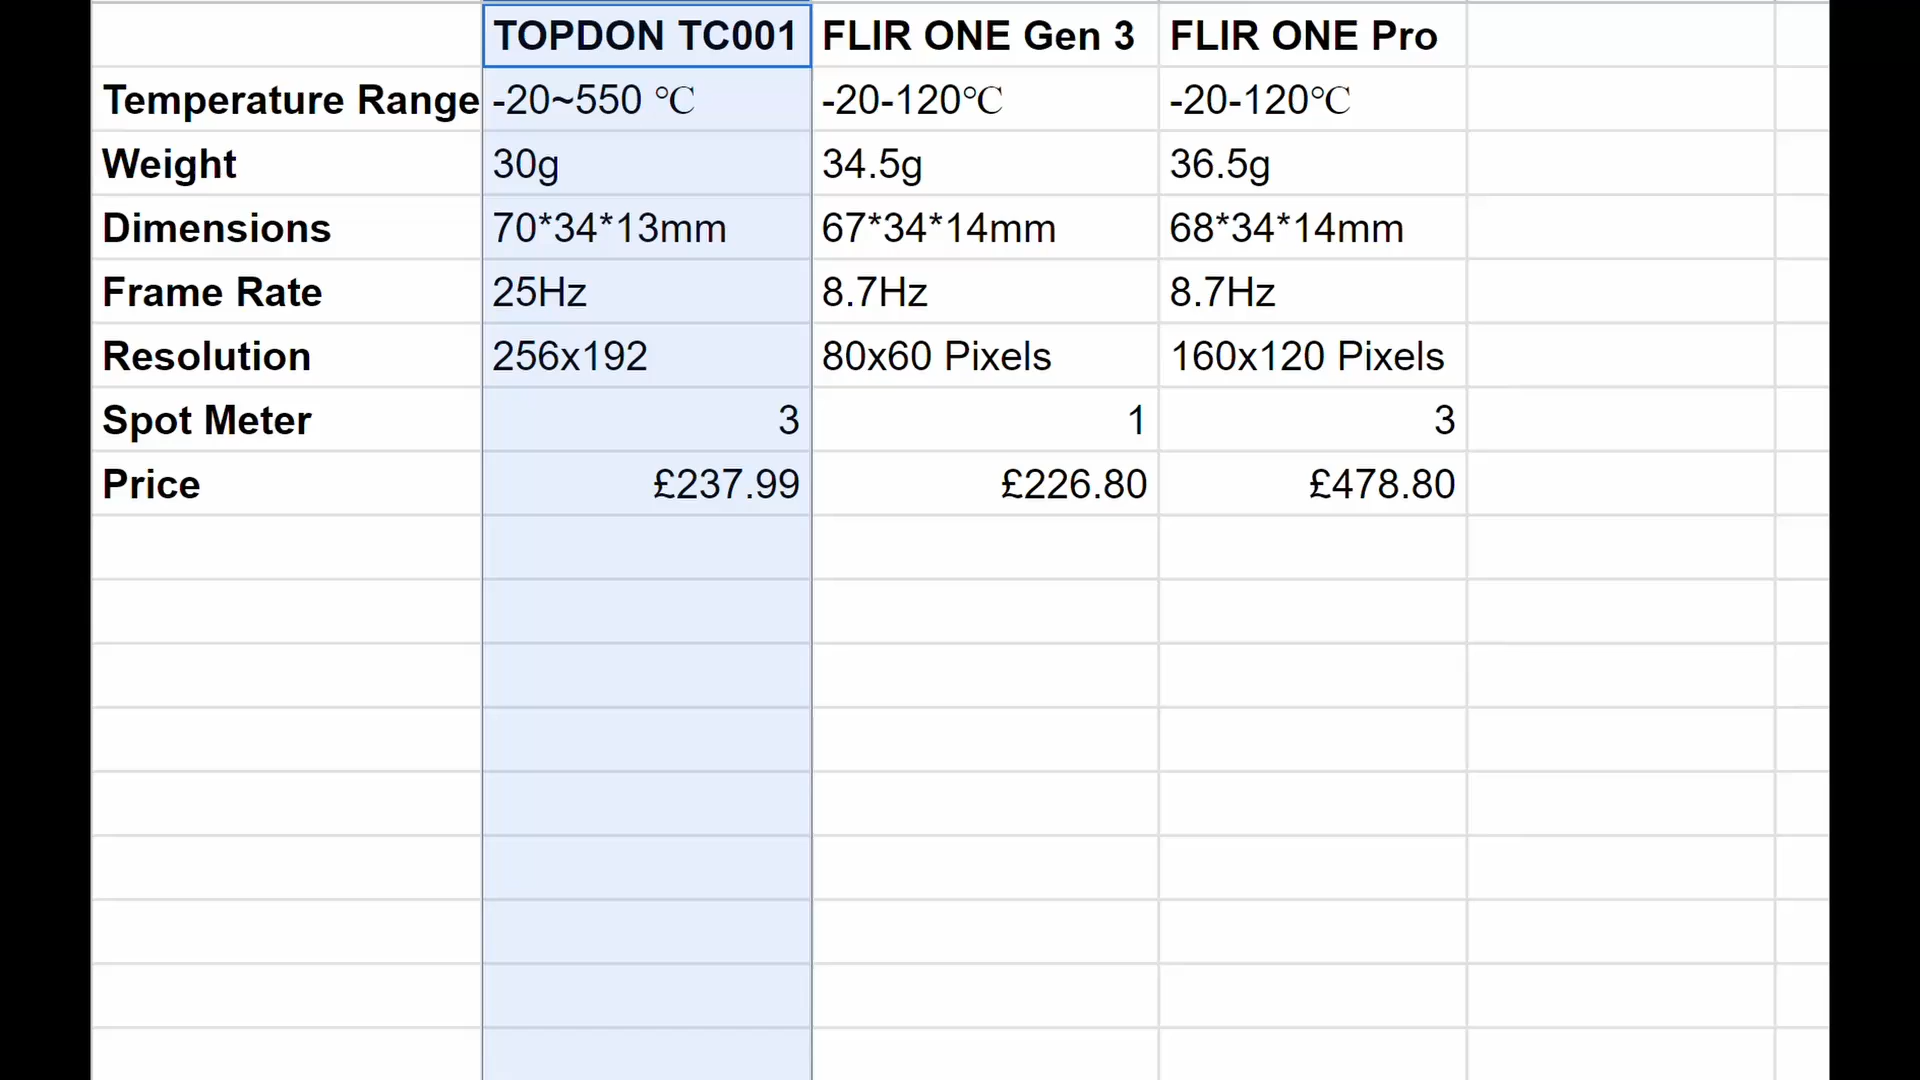 TOPDON TC001 FLIR ONE Gen 3 FLIR ONE Pro
Temperature Range -20~550 ℃ -20-120℃ -20-120℃
Weight 30g 34.5g 36.5g
Dimensions 70*34*13mm 67*34*14mm 68*34*14mm
Frame Rate 25Hz 8.7Hz 8.7Hz
Resolution 256x192 80x60 Pixels 160x120 Pixels
Spot Meter 3 1 3
Price £237.99 £226.80 £478.80